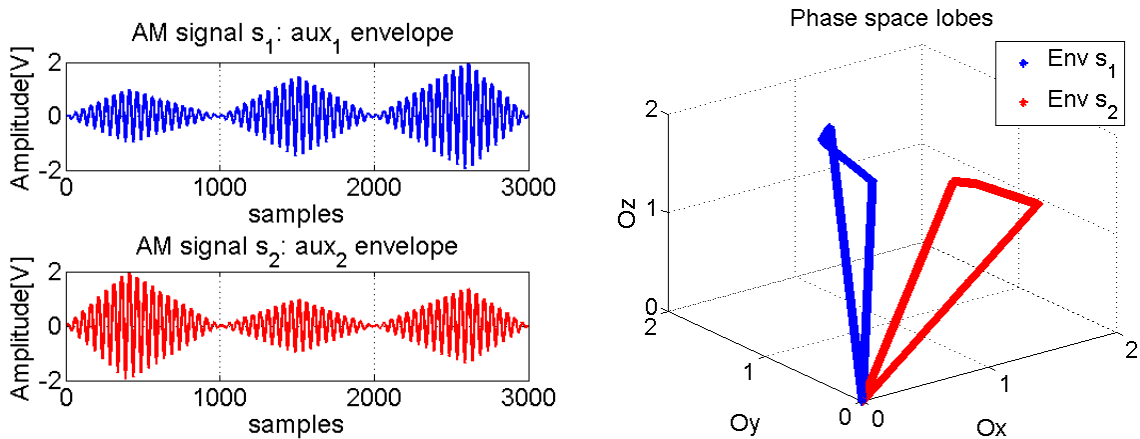 AM signal s1: aux1 envelope
Amplitude[V]
2
0
-2
0 1000 2000 3000
samples
AM signal s2: aux2 envelope
Amplitude[V]
2
0
-2
0 1000 2000 3000
samples
Phase space lobes
Env s1
Env s2
Oz
2
1
0
2
1
0
Oy
0
1
2
Ox